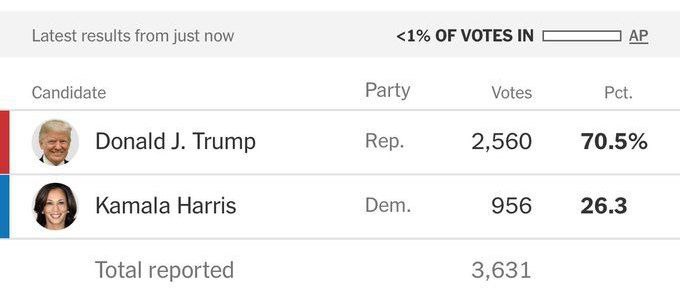 Latest results from just now <1% OF VOTES IN AP
Candidate Party Votes Pct.
Donald J. Trump Rep. 2,560 70.5%
Kamala Harris Dem. 956 26.3
Total reported 3,631